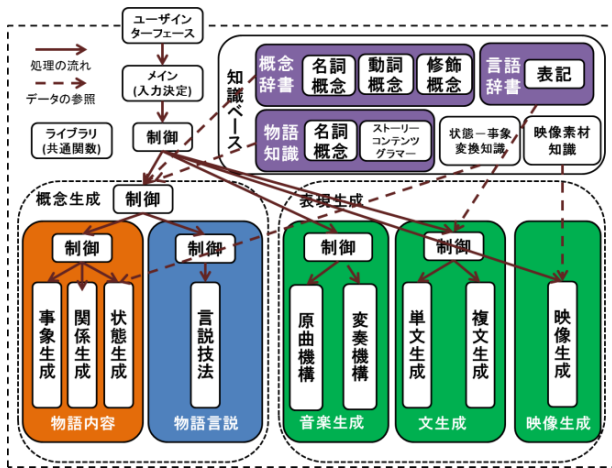 ユーザイン
ターフェース
処理の流れ
データの参照
メイン
(入力決定)
ライブラリ
(共通関数)
制御
知識ベース
概念
辞書
名詞
概念
動詞
概念
修飾
概念
言語
辞書
表記
物語
知識
名詞
概念
ストーリー
コンテンツ
グラマー
状態－事象
変換知識
映像素材
知識
概念生成
制御
制御
事象生成
関係生成
状態生成
物語内容
制御
言説技法
物語言説
表現生成
制御
原曲機構
変奏機構
音楽生成
制御
単文生成
複文生成
文生成
映像生成
映像生成